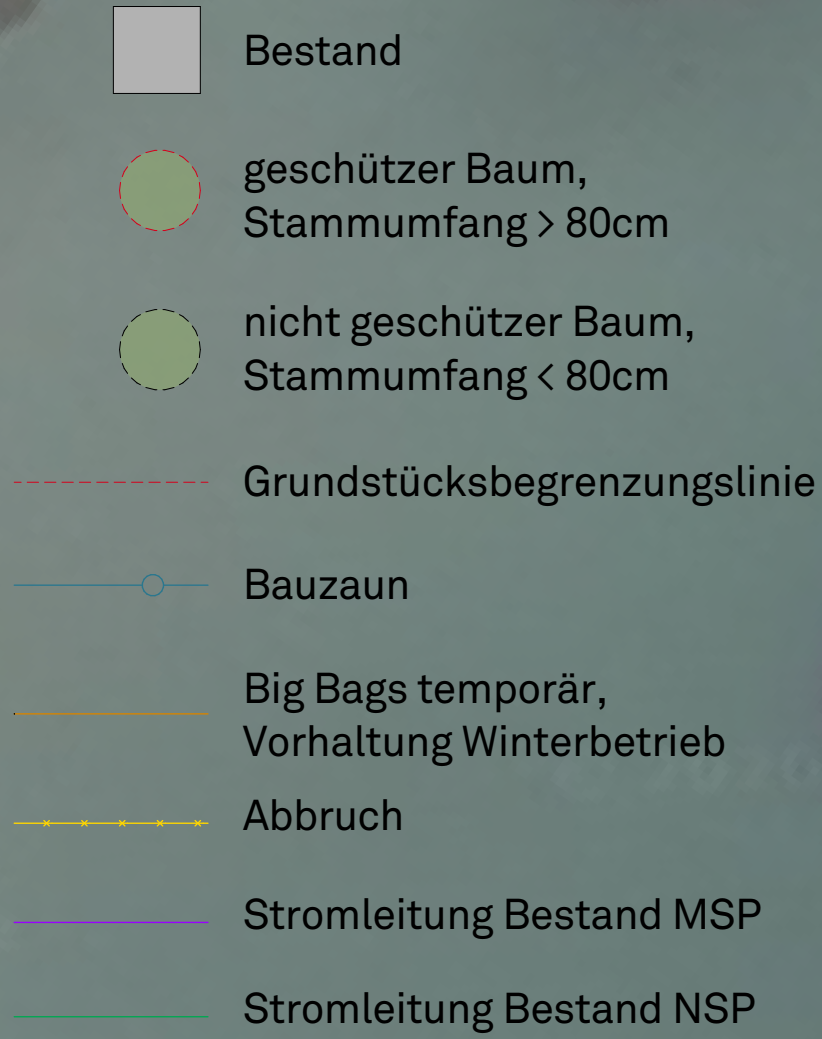 Bestand
geschützer Baum,
Stammumfang > 80cm
nicht geschützer Baum,
Stammumfang < 80cm
Grundstücksbegrenzungslinie
Bauzaun
Big Bags temporär,
Vorhaltung Winterbetrieb
Abbruch
Stromleitung Bestand MSP
Stromleitung Bestand NSP